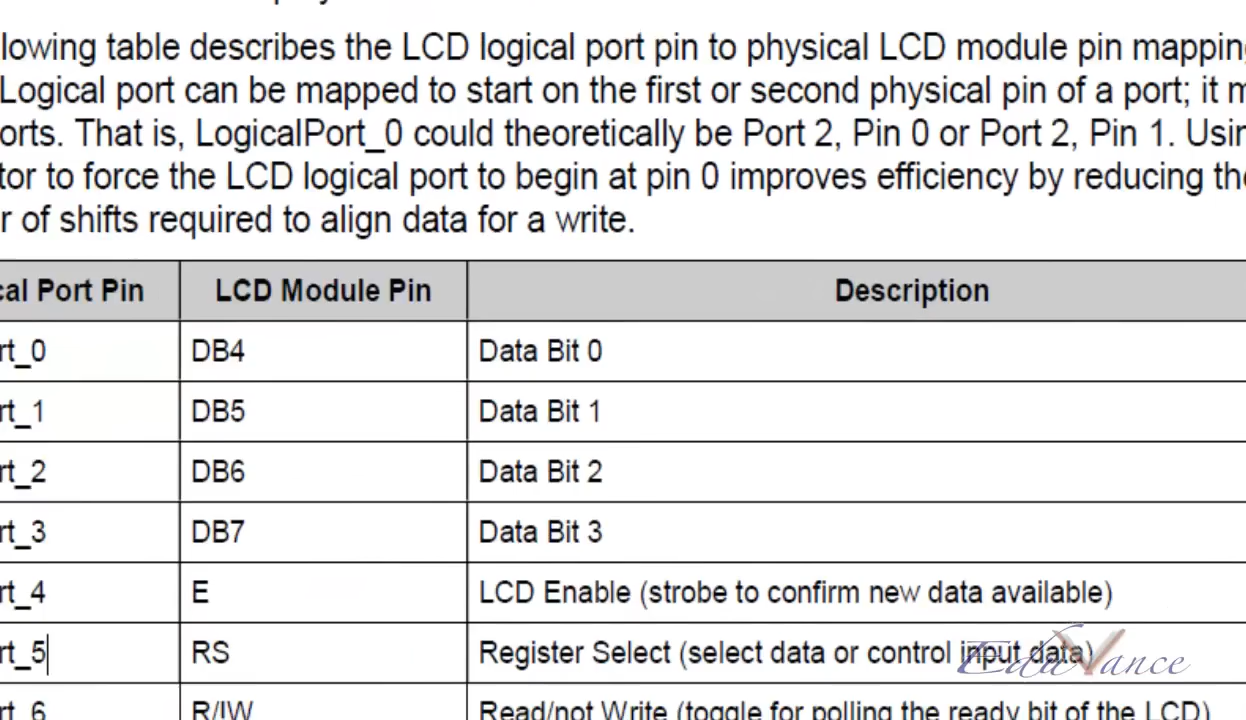 lowing table describes the LCD logical port pin to physical LCD module pin mapping
Logical port can be mapped to start on the first or second physical pin of a port; it m
orts. That is, LogicalPort_0 could theoretically be Port 2, Pin 0 or Port 2, Pin 1. Usin
tor to force the LCD logical port to begin at pin 0 improves efficiency by reducing the
r of shifts required to align data for a write.
cal Port Pin LCD Module Pin Description
rt_0 DB4 Data Bit 0
rt_1 DB5 Data Bit 1
rt_2 DB6 Data Bit 2
rt_3 DB7 Data Bit 3
rt_4 E LCD Enable (strobe to confirm new data available)
rt_5 RS Register Select (select data or control input data)
EduVance
rt_6 R/!W Read/not Write (toggle for polling the ready bit of the LCD)